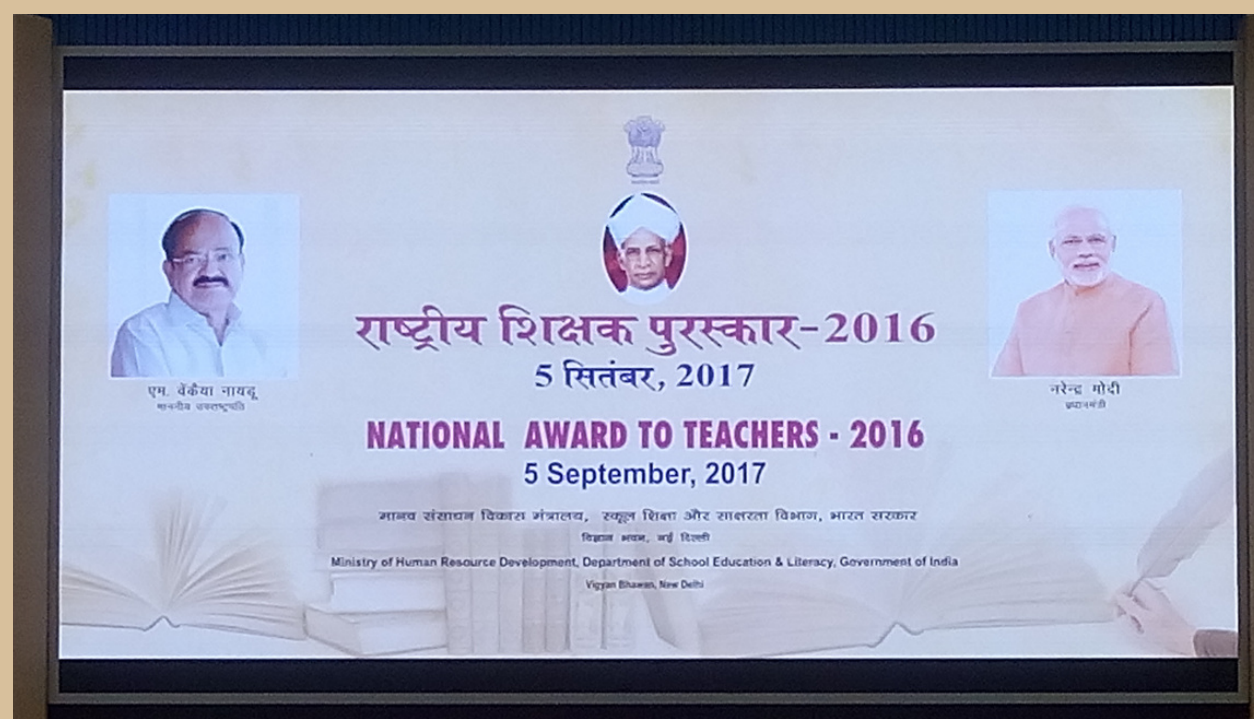 राष्ट्रीय शिक्षक पुरस्कार-2016
5 सितंबर, 2017
एम. वेंकैया नायडू
माननीय उपराष्ट्रपति
नरेन्द्र मोदी
प्रधानमंत्री
NATIONAL AWARD TO TEACHERS - 2016
5 September, 2017
मानव संसाधन विकास मंत्रालय, स्कूल शिक्षा और साक्षरता विभाग, भारत सरकार
विज्ञान भवन, नई दिल्ली
Ministry of Human Resource Development, Department of School Education & Literacy, Government of India
Vigyan Bhawan, New Delhi